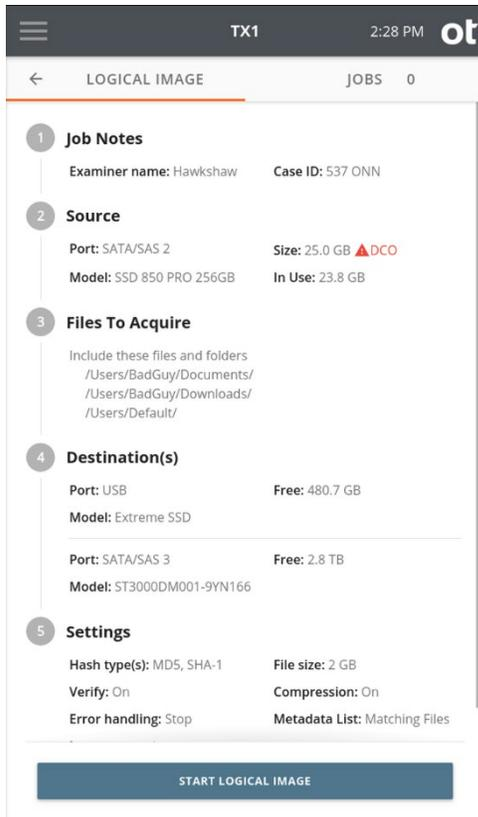 TX1 2:28 PM ot
LOGICAL IMAGE JOBS 0
1 Job Notes
Examiner name: Hawkshaw Case ID: 537 ONN
2 Source
Port: SATA/SAS 2 Size: 25.0 GB DCO
Model: SSD 850 PRO 256GB In Use: 23.8 GB
3 Files To Acquire
Include these files and folders
/Users/BadGuy/Documents/
/Users/BadGuy/Downloads/
/Users/Default/
4 Destination(s)
Port: USB Free: 480.7 GB
Model: Extreme SSD
Port: SATA/SAS 3 Free: 2.8 TB
Model: ST3000DM001-9YN166
5 Settings
Hash type(s): MD5, SHA-1 File size: 2 GB
Verify: On Compression: On
Error handling: Stop Metadata List: Matching Files
START LOGICAL IMAGE